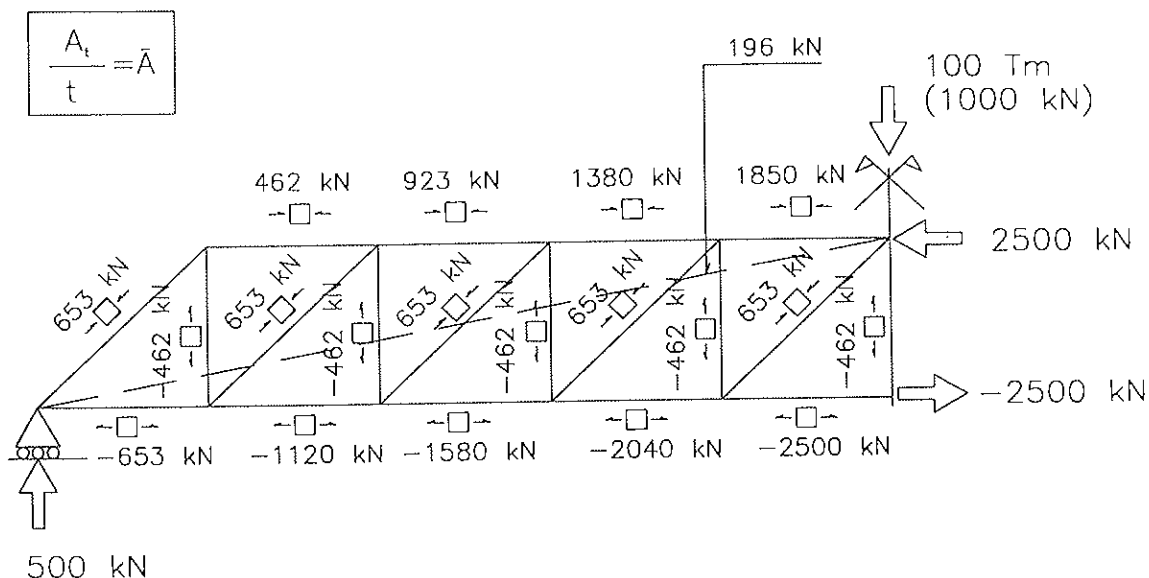 A_t
t
=Ā
196 kN
100 Tm
(1000 kN)
462 kN
923 kN
1380 kN
1850 kN
2500 kN
653 kN
-462 kN
653 kN
-462 kN
653 kN
-462 kN
653 kN
-462 kN
653 kN
-462 kN
-2500 kN
-653 kN
-1120 kN
-1580 kN
-2040 kN
-2500 kN
500 kN